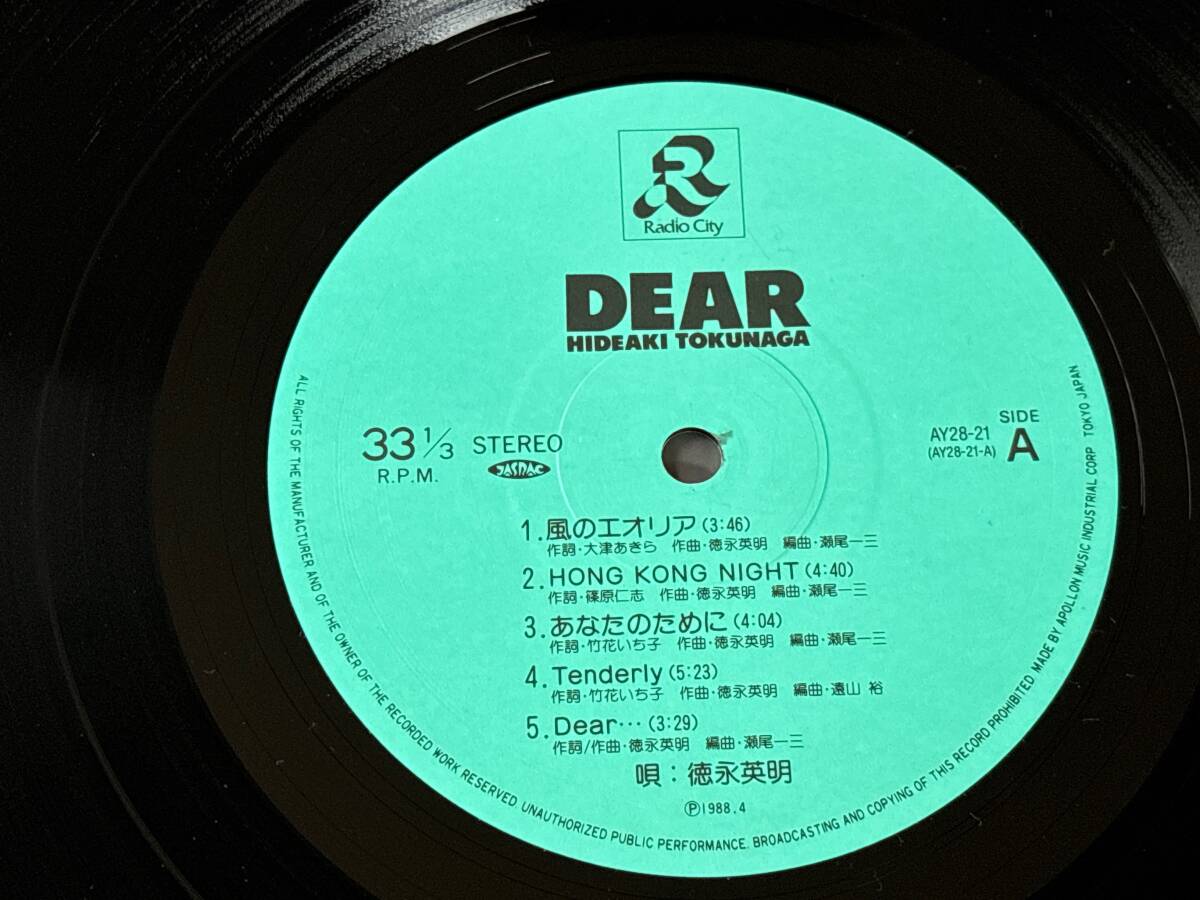 R
Radio City
DEAR
HIDEAKI TOKUNAGA
33 1/3 STEREO
R.P.M.
JASRAC
AY28-21
(AY28-21-A)
SIDE
A
1. 風のエオリア (3:46)
作詞・大津あきら 作曲・徳永英明 編曲・瀬尾一三
2. HONG KONG NIGHT (4:40)
作詞・篠原仁志 作曲・徳永英明 編曲・瀬尾一三
3. あなたのために (4:04)
作詞・竹花いち子 作曲・徳永英明 編曲・瀬尾一三
4. Tenderly (5:23)
作詞・竹花いち子 作曲・徳永英明 編曲・遠山 裕
5. Dear… (3:29)
作詞/作曲・徳永英明 編曲・瀬尾一三
唄：徳永英明
Ⓟ1988.4
ALL RIGHTS OF THE MANUFACTURER AND OF THE OWNER OF THE RECORDED WORK RESERVED. UNAUTHORIZED PUBLIC PERFORMANCE. BROADCASTING AND COPYING OF THIS RECORD PROHIBITED MADE BY APOLLON MUSIC INDUSTRIAL CORP TOKYO JAPAN